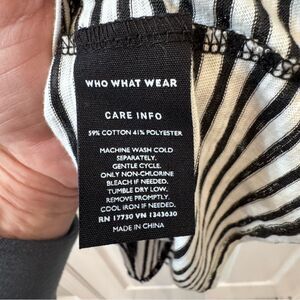 WHO WHAT WEAR
CARE INFO
59% COTTON 41% POLYESTER
MACHINE WASH COLD
SEPARATELY.
GENTLE CYCLE.
ONLY NON-CHLORINE
BLEACH IF NEEDED.
TUMBLE DRY LOW.
REMOVE PROMPTLY.
COOL IRON IF NEEDED.
RN 17730 VN 1343630
MADE IN CHINA